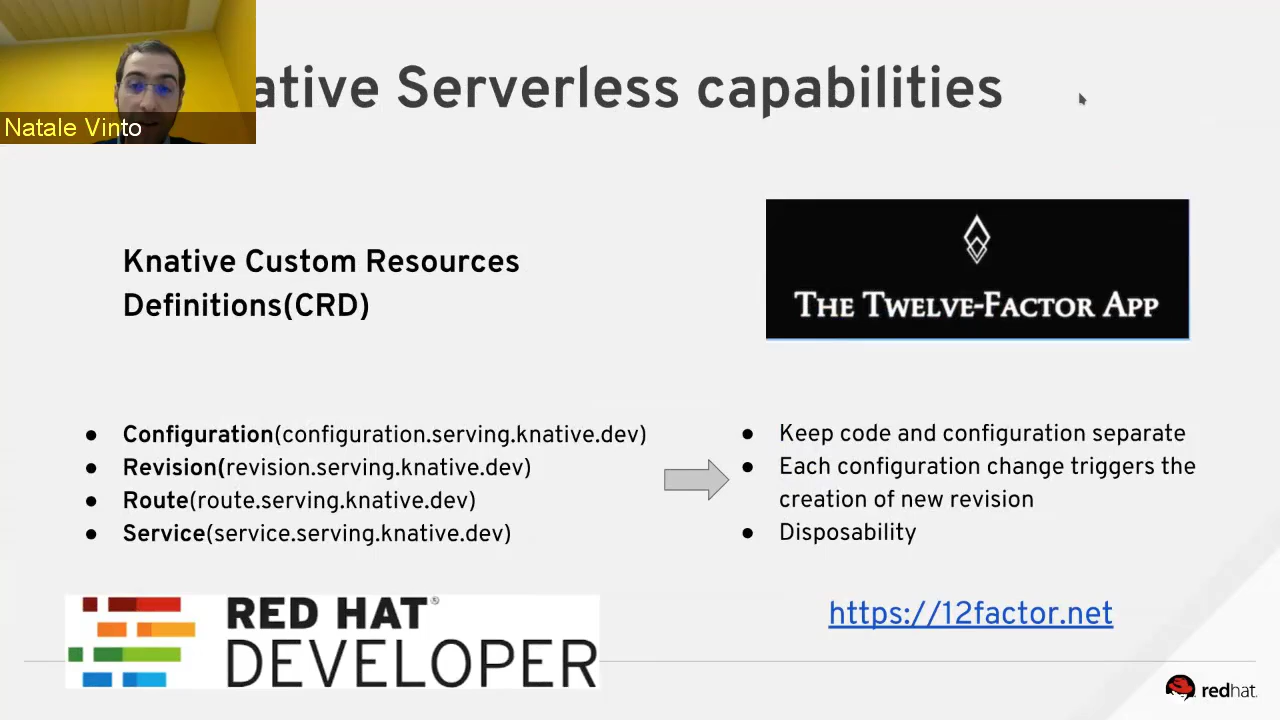 ative Serverless capabilities
Natale Vinto
Knative Custom Resources
Definitions(CRD)
THE TWELVE-FACTOR APP
● Configuration(configuration.serving.knative.dev)
● Revision(revision.serving.knative.dev)
● Route(route.serving.knative.dev)
● Service(service.serving.knative.dev)
● Keep code and configuration separate
● Each configuration change triggers the
creation of new revision
● Disposability
RED HAT®
DEVELOPER
https://12factor.net
redhat.